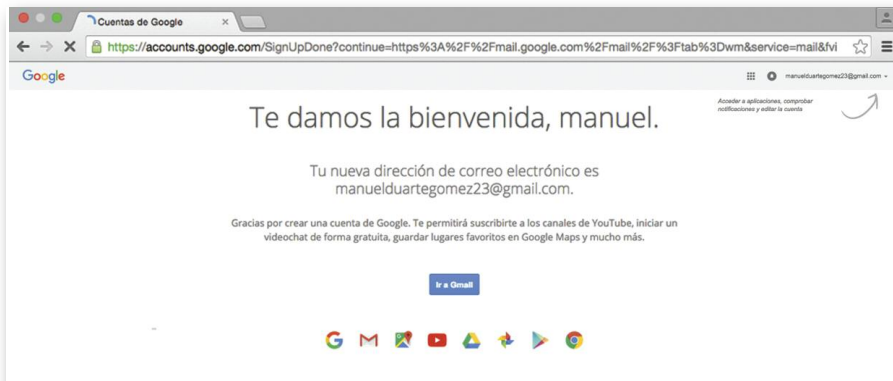 Cuentas de Google
https://accounts.google.com/SignUpDone?continue=https%3A%2F%2Fmail.google.com%2Fmail%2F%3Ftab%3Dwm&service=mail&fvi
Google
manuelduartegomez23@gmail.com
Acceder a aplicaciones, comprobar
notificaciones y editar la cuenta
Te damos la bienvenida, manuel.
Tu nueva dirección de correo electrónico es
manuelduartegomez23@gmail.com.
Gracias por crear una cuenta de Google. Te permitirá suscribirte a los canales de YouTube, iniciar un
videochat de forma gratuita, guardar lugares favoritos en Google Maps y mucho más.
Ir a Gmail